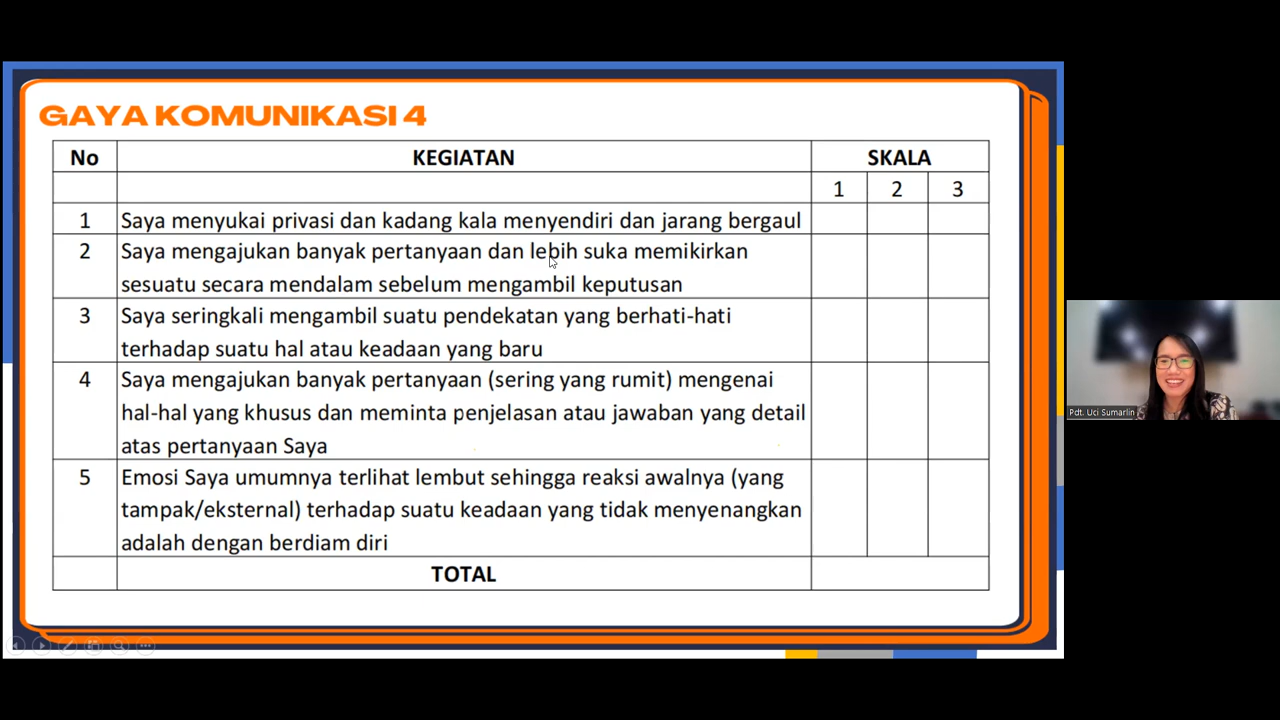 GAYA KOMUNIKASI 4
No KEGIATAN SKALA
1 2 3
1 Saya menyukai privasi dan kadang kala menyendiri dan jarang bergaul
2 Saya mengajukan banyak pertanyaan dan lebih suka memikirkan
sesuatu secara mendalam sebelum mengambil keputusan
3 Saya seringkali mengambil suatu pendekatan yang berhati-hati
terhadap suatu hal atau keadaan yang baru
4 Saya mengajukan banyak pertanyaan (sering yang rumit) mengenai
hal-hal yang khusus dan meminta penjelasan atau jawaban yang detail
atas pertanyaan Saya
5 Emosi Saya umumnya terlihat lembut sehingga reaksi awalnya (yang
tampak/eksternal) terhadap suatu keadaan yang tidak menyenangkan
adalah dengan berdiam diri
TOTAL
Pdt. Uci Sumarlin